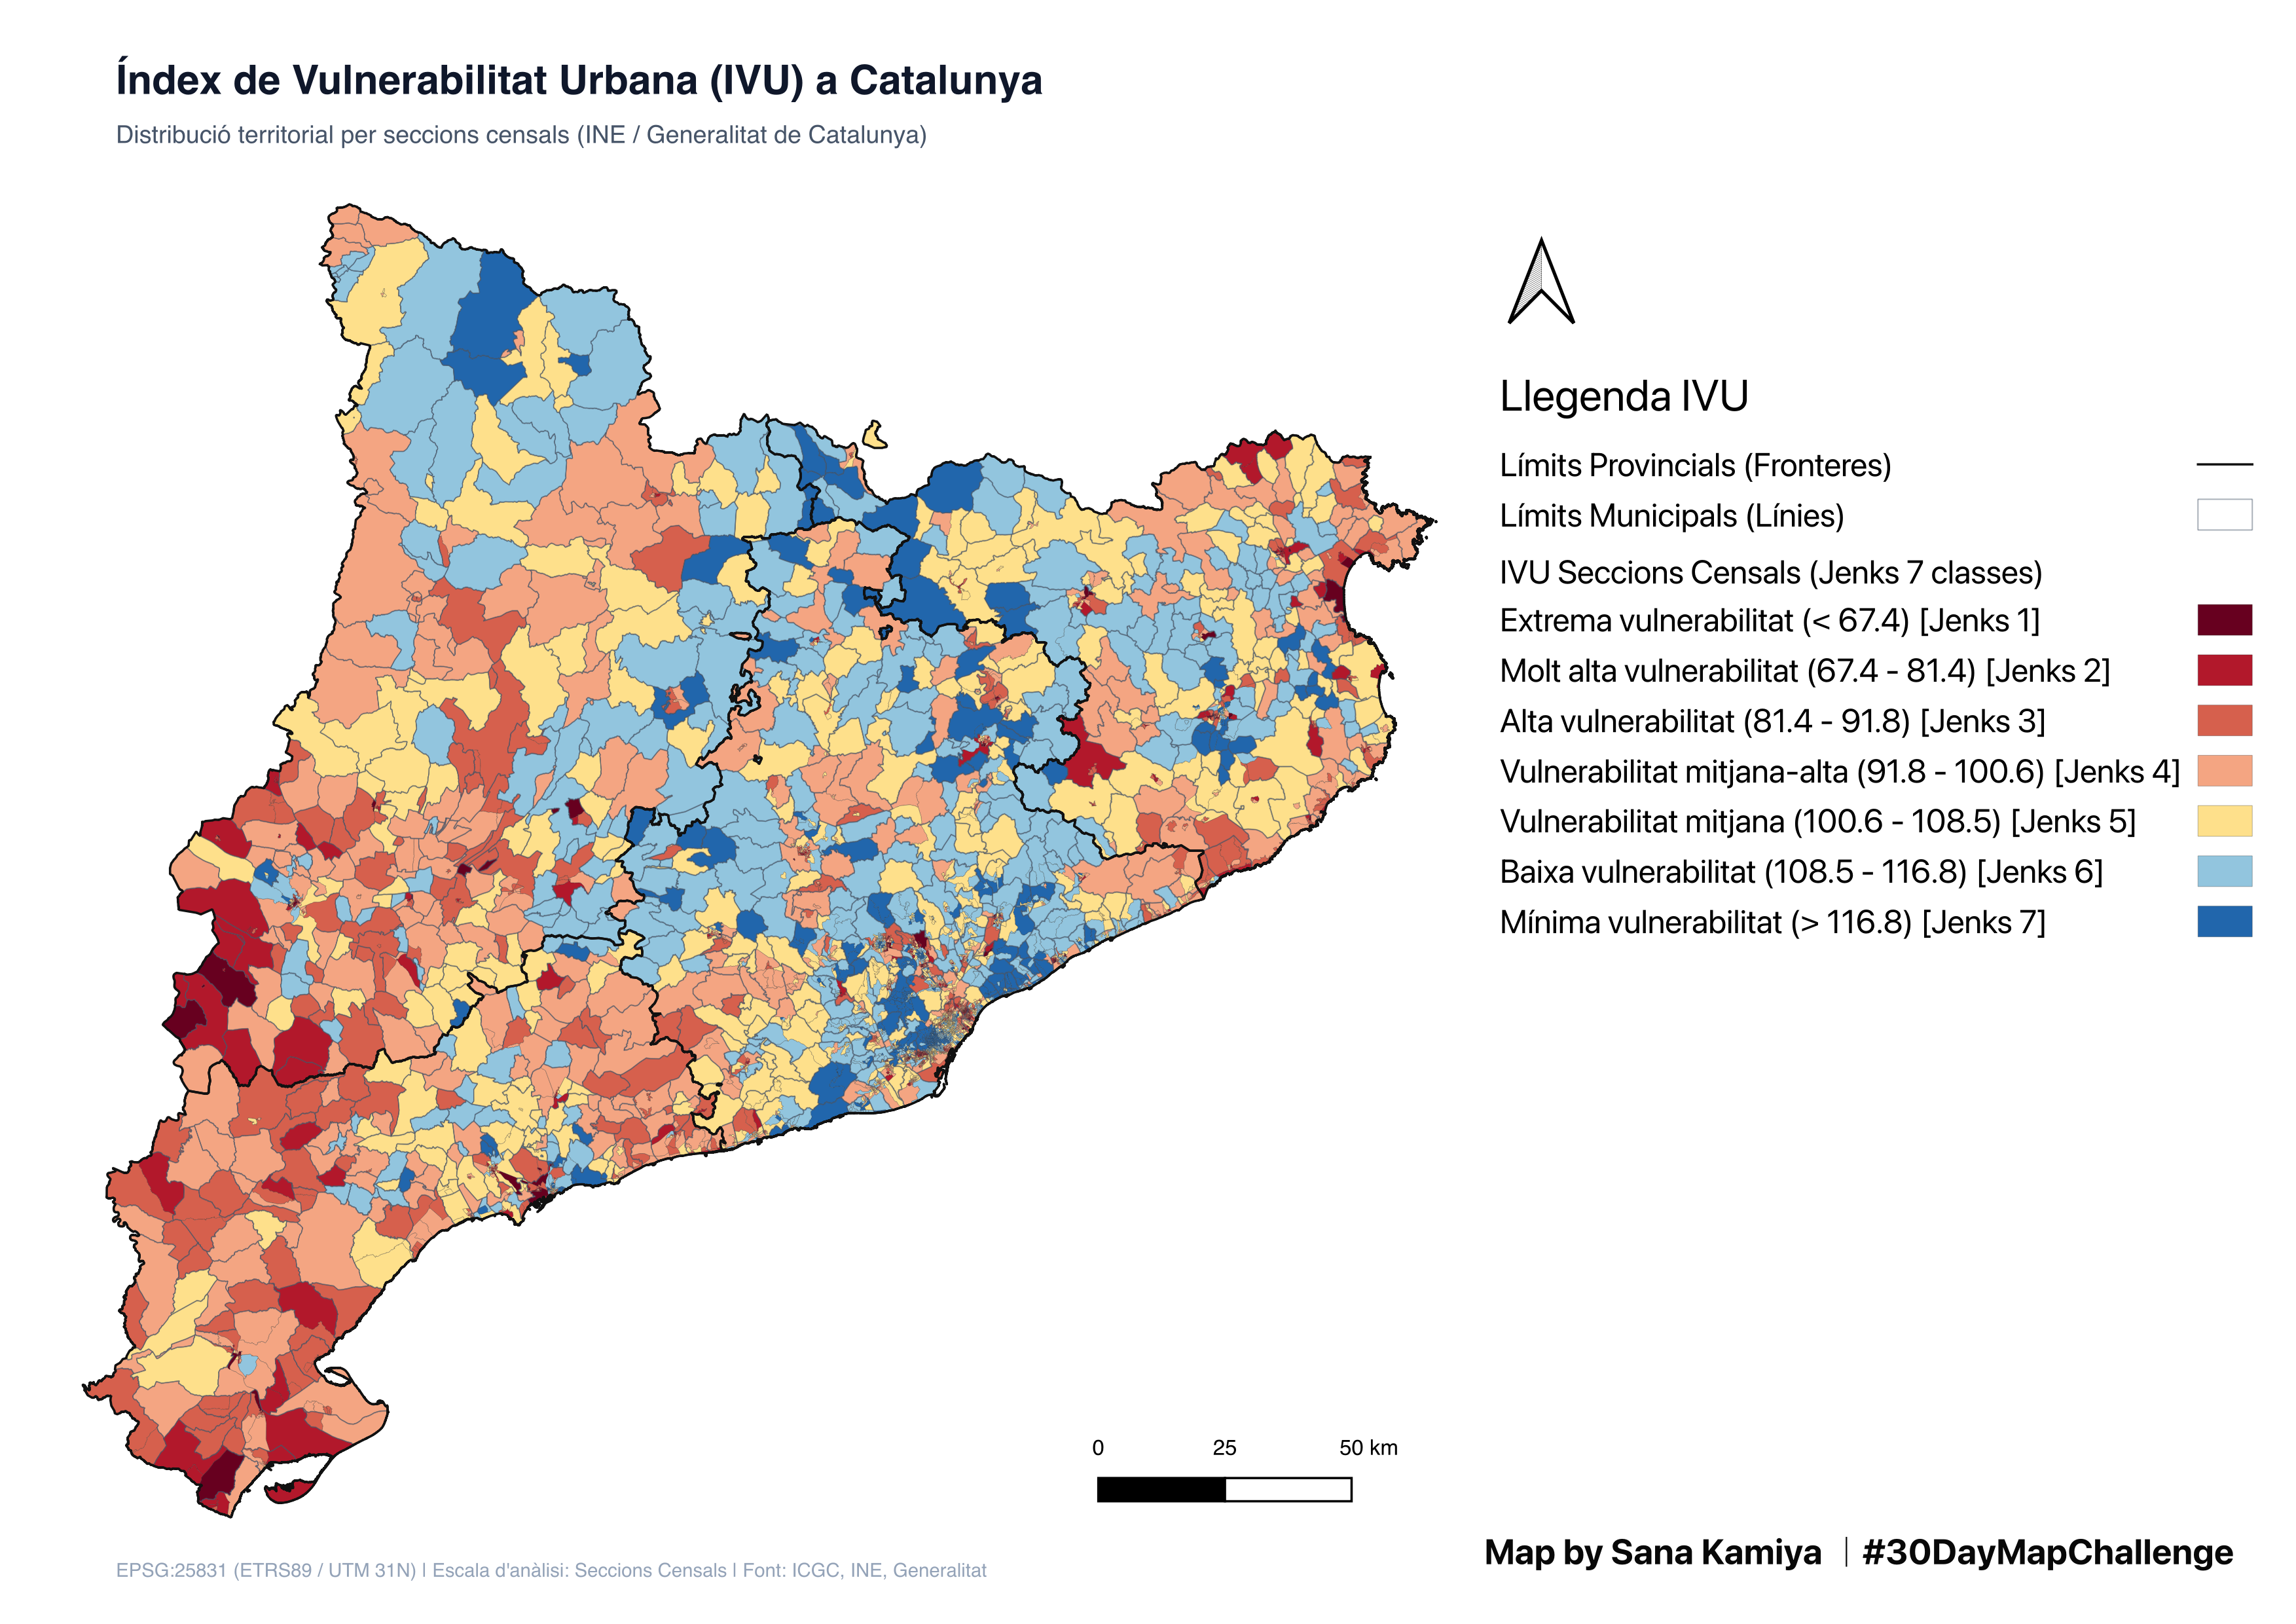 Índex de Vulnerabilitat Urbana (IVU) a Catalunya
Distribució territorial per seccions censals (INE / Generalitat de Catalunya)
Llegenda IVU
Límits Provincials (Fronteres)
Límits Municipals (Línies)
IVU Seccions Censals (Jenks 7 classes)
Extrema vulnerabilitat (< 67.4) [Jenks 1]
Molt alta vulnerabilitat (67.4 - 81.4) [Jenks 2]
Alta vulnerabilitat (81.4 - 91.8) [Jenks 3]
Vulnerabilitat mitjana-alta (91.8 - 100.6) [Jenks 4]
Vulnerabilitat mitjana (100.6 - 108.5) [Jenks 5]
Baixa vulnerabilitat (108.5 - 116.8) [Jenks 6]
Mínima vulnerabilitat (> 116.8) [Jenks 7]
0 25 50 km
Map by Sana Kamiya | #30DayMapChallenge
EPSG:25831 (ETRS89 / UTM 31N) | Escala d'anàlisi: Seccions Censals | Font: ICGC, INE, Generalitat